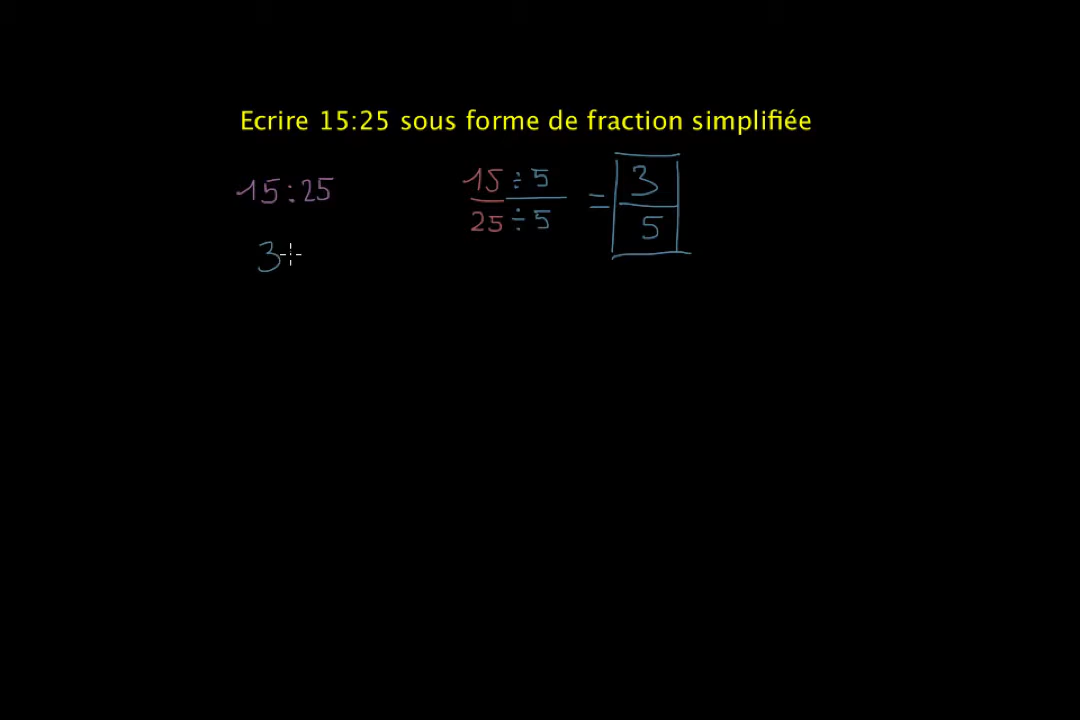 Ecrire 15:25 sous forme de fraction simplifiée
15:25
15 ÷ 5
25 ÷ 5
=
3
5
3